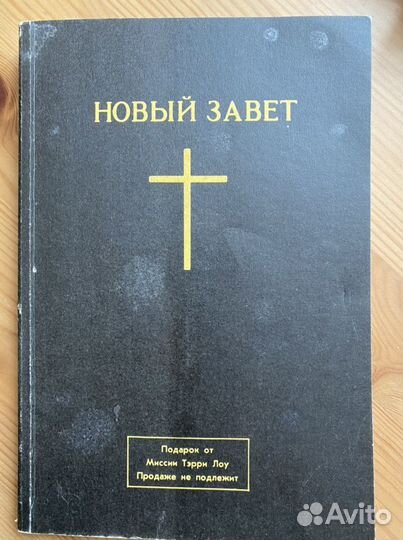 НОВЫЙ ЗАВЕТ
Подарок от
Миссии Тэрри Лоу
Продаже не подлежит
Avito